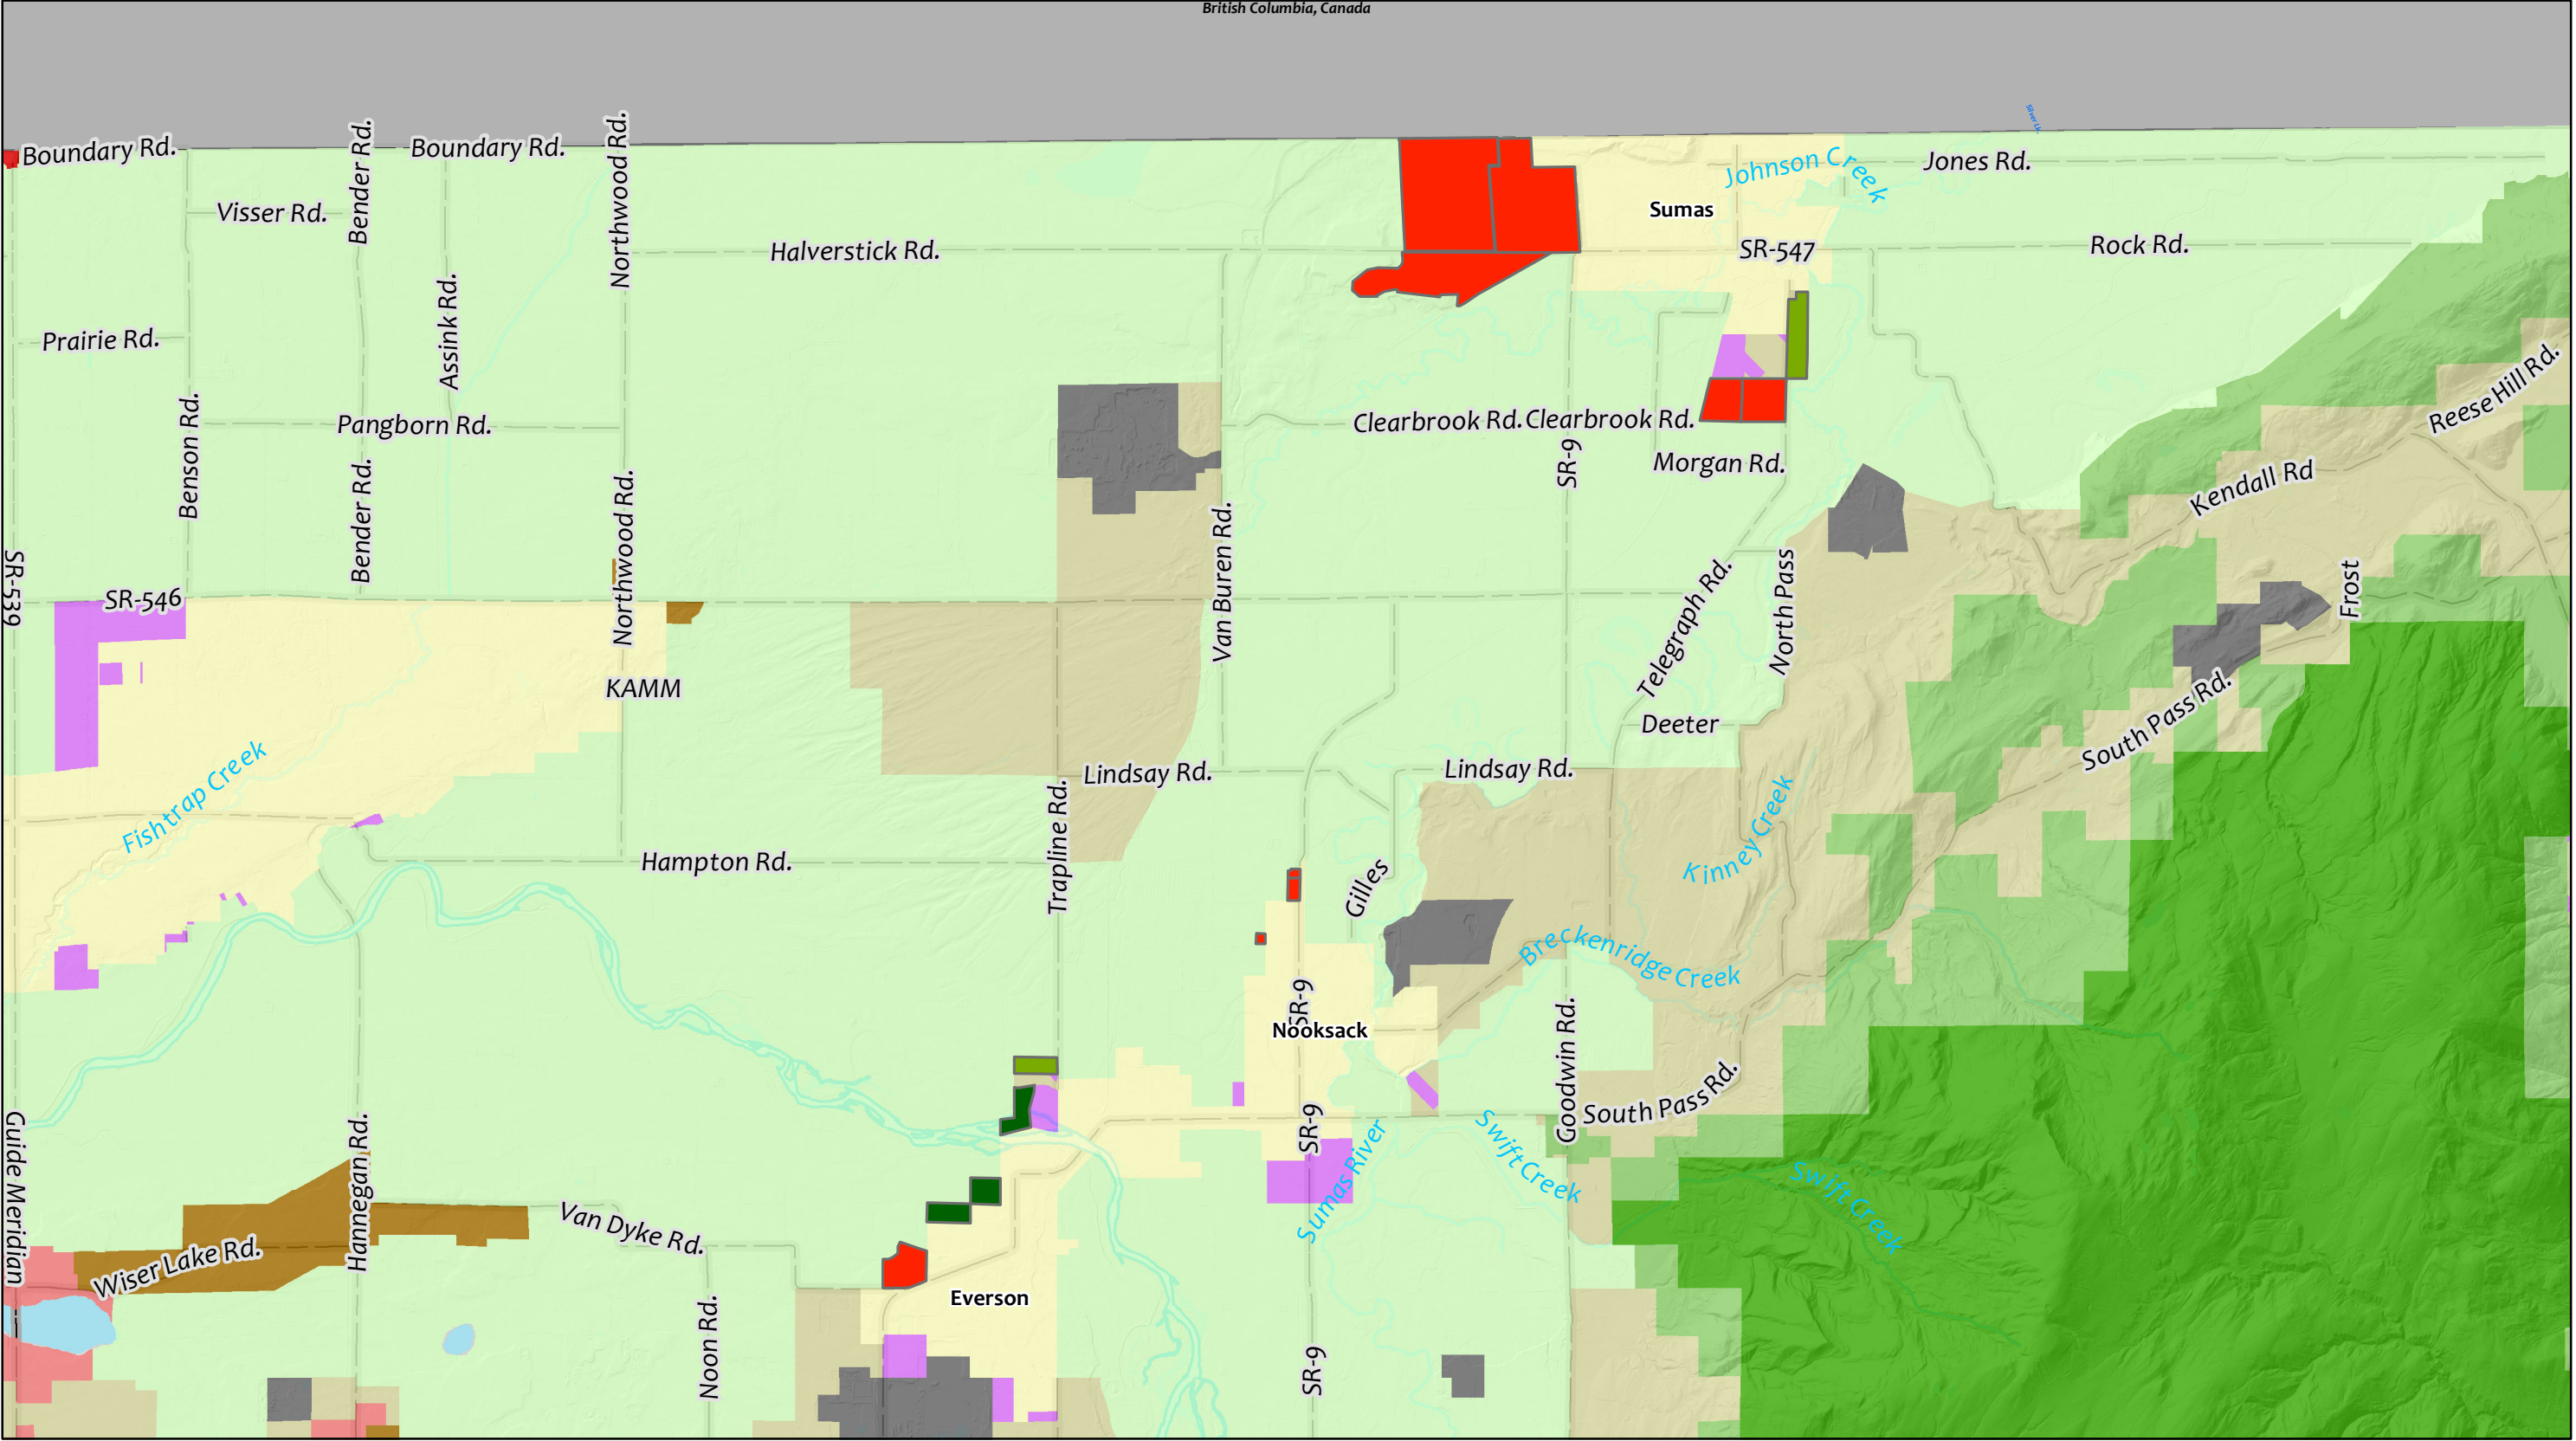 British Columbia, Canada
Silver Lk.
Boundary Rd.
Bender Rd.
Boundary Rd.
Northwood Rd.
Johnson Creek
Jones Rd.
Visser Rd.
Sumas
Halverstick Rd.
SR-547
Rock Rd.
Assink Rd.
Prairie Rd.
Reese Hill Rd.
Benson Rd.
Pangborn Rd.
Clearbrook Rd.
Clearbrook Rd.
SR-9
Morgan Rd.
Kendall Rd
Bender Rd.
Northwood Rd.
Van Buren Rd.
SR-539
SR-546
Telegraph Rd.
North Pass
Frost
KAMM
Deeter
South Pass Rd.
Fishtrap Creek
Lindsay Rd.
Lindsay Rd.
Kinney Creek
Hampton Rd.
Trapline Rd.
Gilles
Breckenridge Creek
SR-9
Nooksack
Goodwin Rd.
South Pass Rd.
Guide Meridian
Hannegan Rd.
SR-9
Sumas River
Swift Creek
Swift Creek
Van Dyke Rd.
Wiser Lake Rd.
Everson
Noon Rd.
SR-9